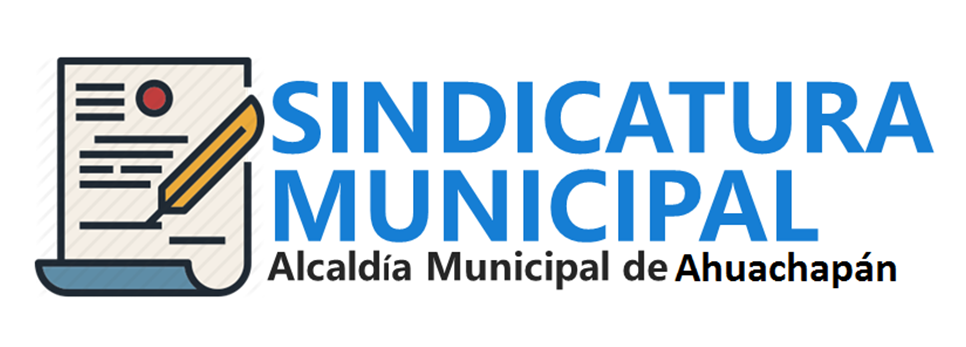 SINDICATURA
MUNICIPAL
Alcaldía Municipal de Ahuachapán